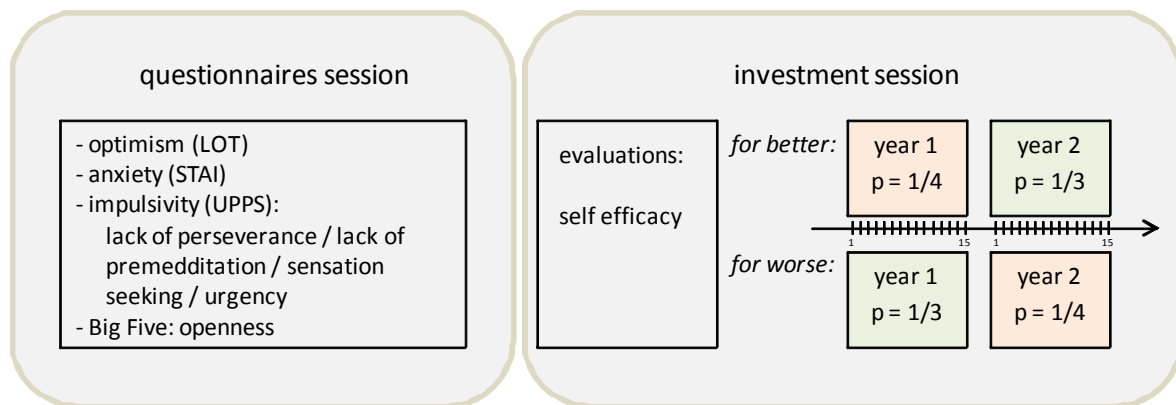 questionnaires session
- optimism (LOT)
- anxiety (STAI)
- impulsivity (UPPS):
lack of perseverance / lack of
premedditation / sensation
seeking / urgency
- Big Five: openness
investment session
evaluations:
self efficacy
for better:
year 1
p = 1/4
year 2
p = 1/3
1 15 1 15
for worse:
year 1
p = 1/3
year 2
p = 1/4